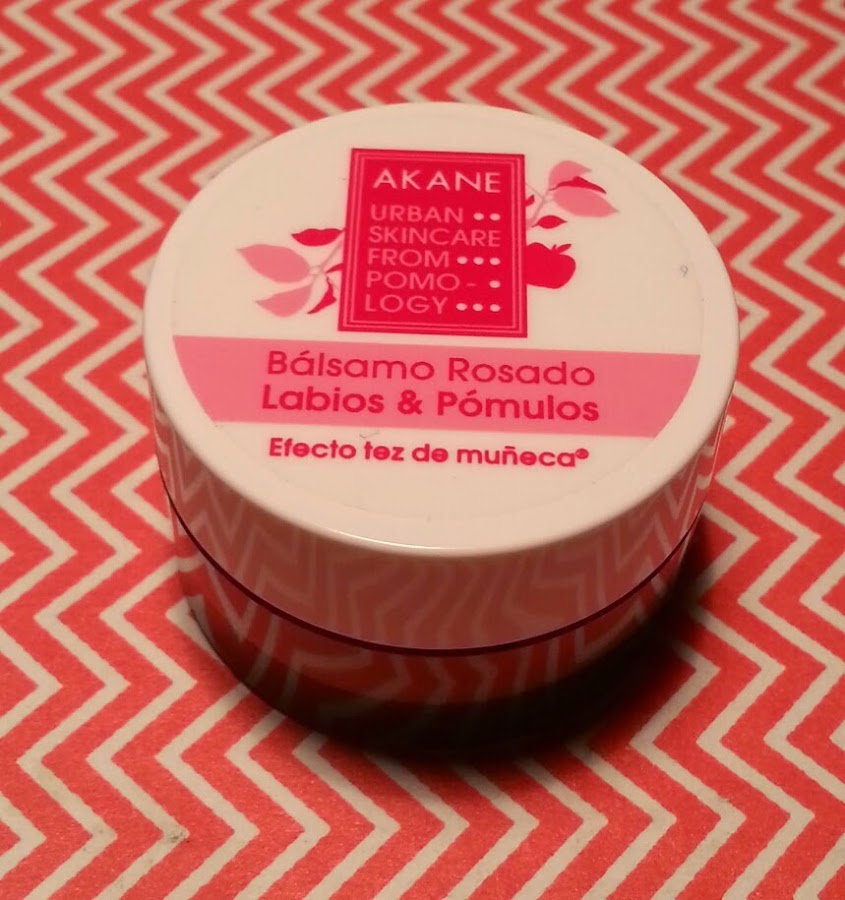 AKANE
URBAN ••
SKINCARE
FROM •••
POMO- •
LOGY •••
Bálsamo Rosado
Labios & Pómulos
Efecto tez de muñeca®